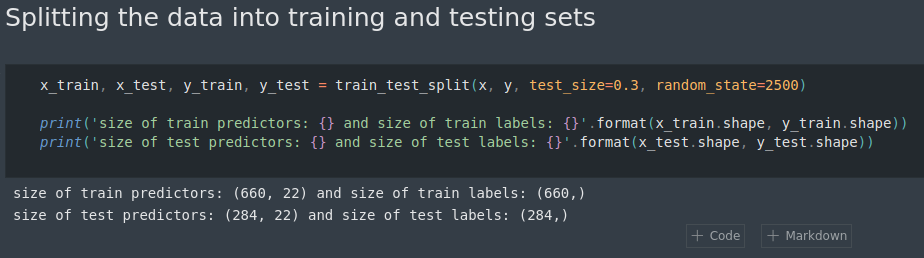 Splitting the data into training and testing sets
x_train, x_test, y_train, y_test = train_test_split(x, y, test_size=0.3, random_state=2500)
print('size of train predictors: {} and size of train labels: {}'.format(x_train.shape, y_train.shape))
print('size of test predictors: {} and size of test labels: {}'.format(x_test.shape, y_test.shape))
size of train predictors: (660, 22) and size of train labels: (660,)
size of test predictors: (284, 22) and size of test labels: (284,)
+ Code + Markdown